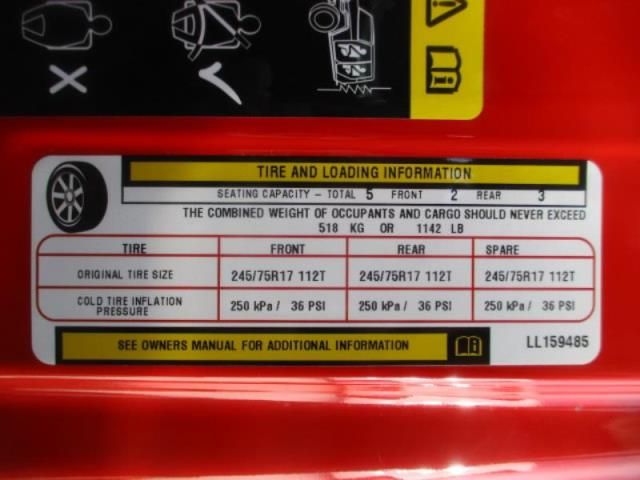 TIRE AND LOADING INFORMATION
SEATING CAPACITY - TOTAL 5 FRONT 2 REAR 3
THE COMBINED WEIGHT OF OCCUPANTS AND CARGO SHOULD NEVER EXCEED
518 KG OR 1142 LB
TIRE FRONT REAR SPARE
ORIGINAL TIRE SIZE 245/75R17 112T 245/75R17 112T 245/75R17 112T
COLD TIRE INFLATION
PRESSURE 250 kPa / 36 PSI 250 kPa / 36 PSI 250 kPa / 36 PSI
SEE OWNERS MANUAL FOR ADDITIONAL INFORMATION
LL159485